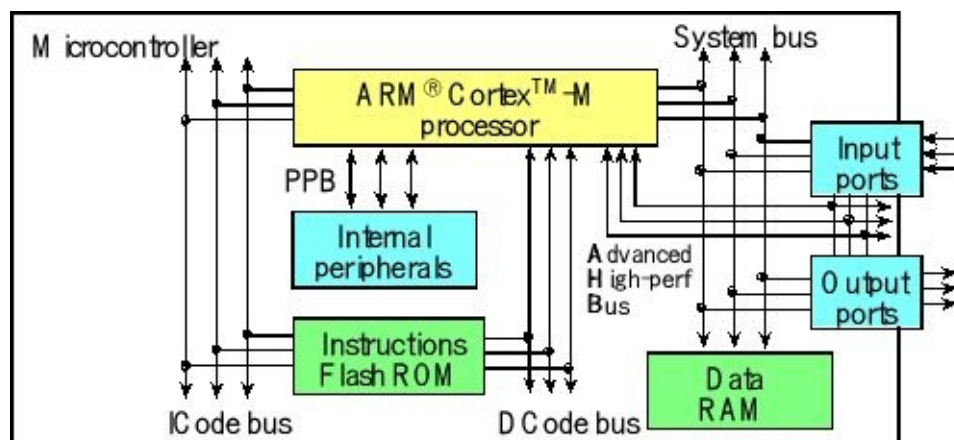 Microcontroller
System bus
ARM® Cortex™-M
processor
Input
ports
PPB
Internal
peripherals
Advanced
High-perf
Bus
Output
ports
Instructions
Flash ROM
Data
RAM
ICode bus
DCode bus